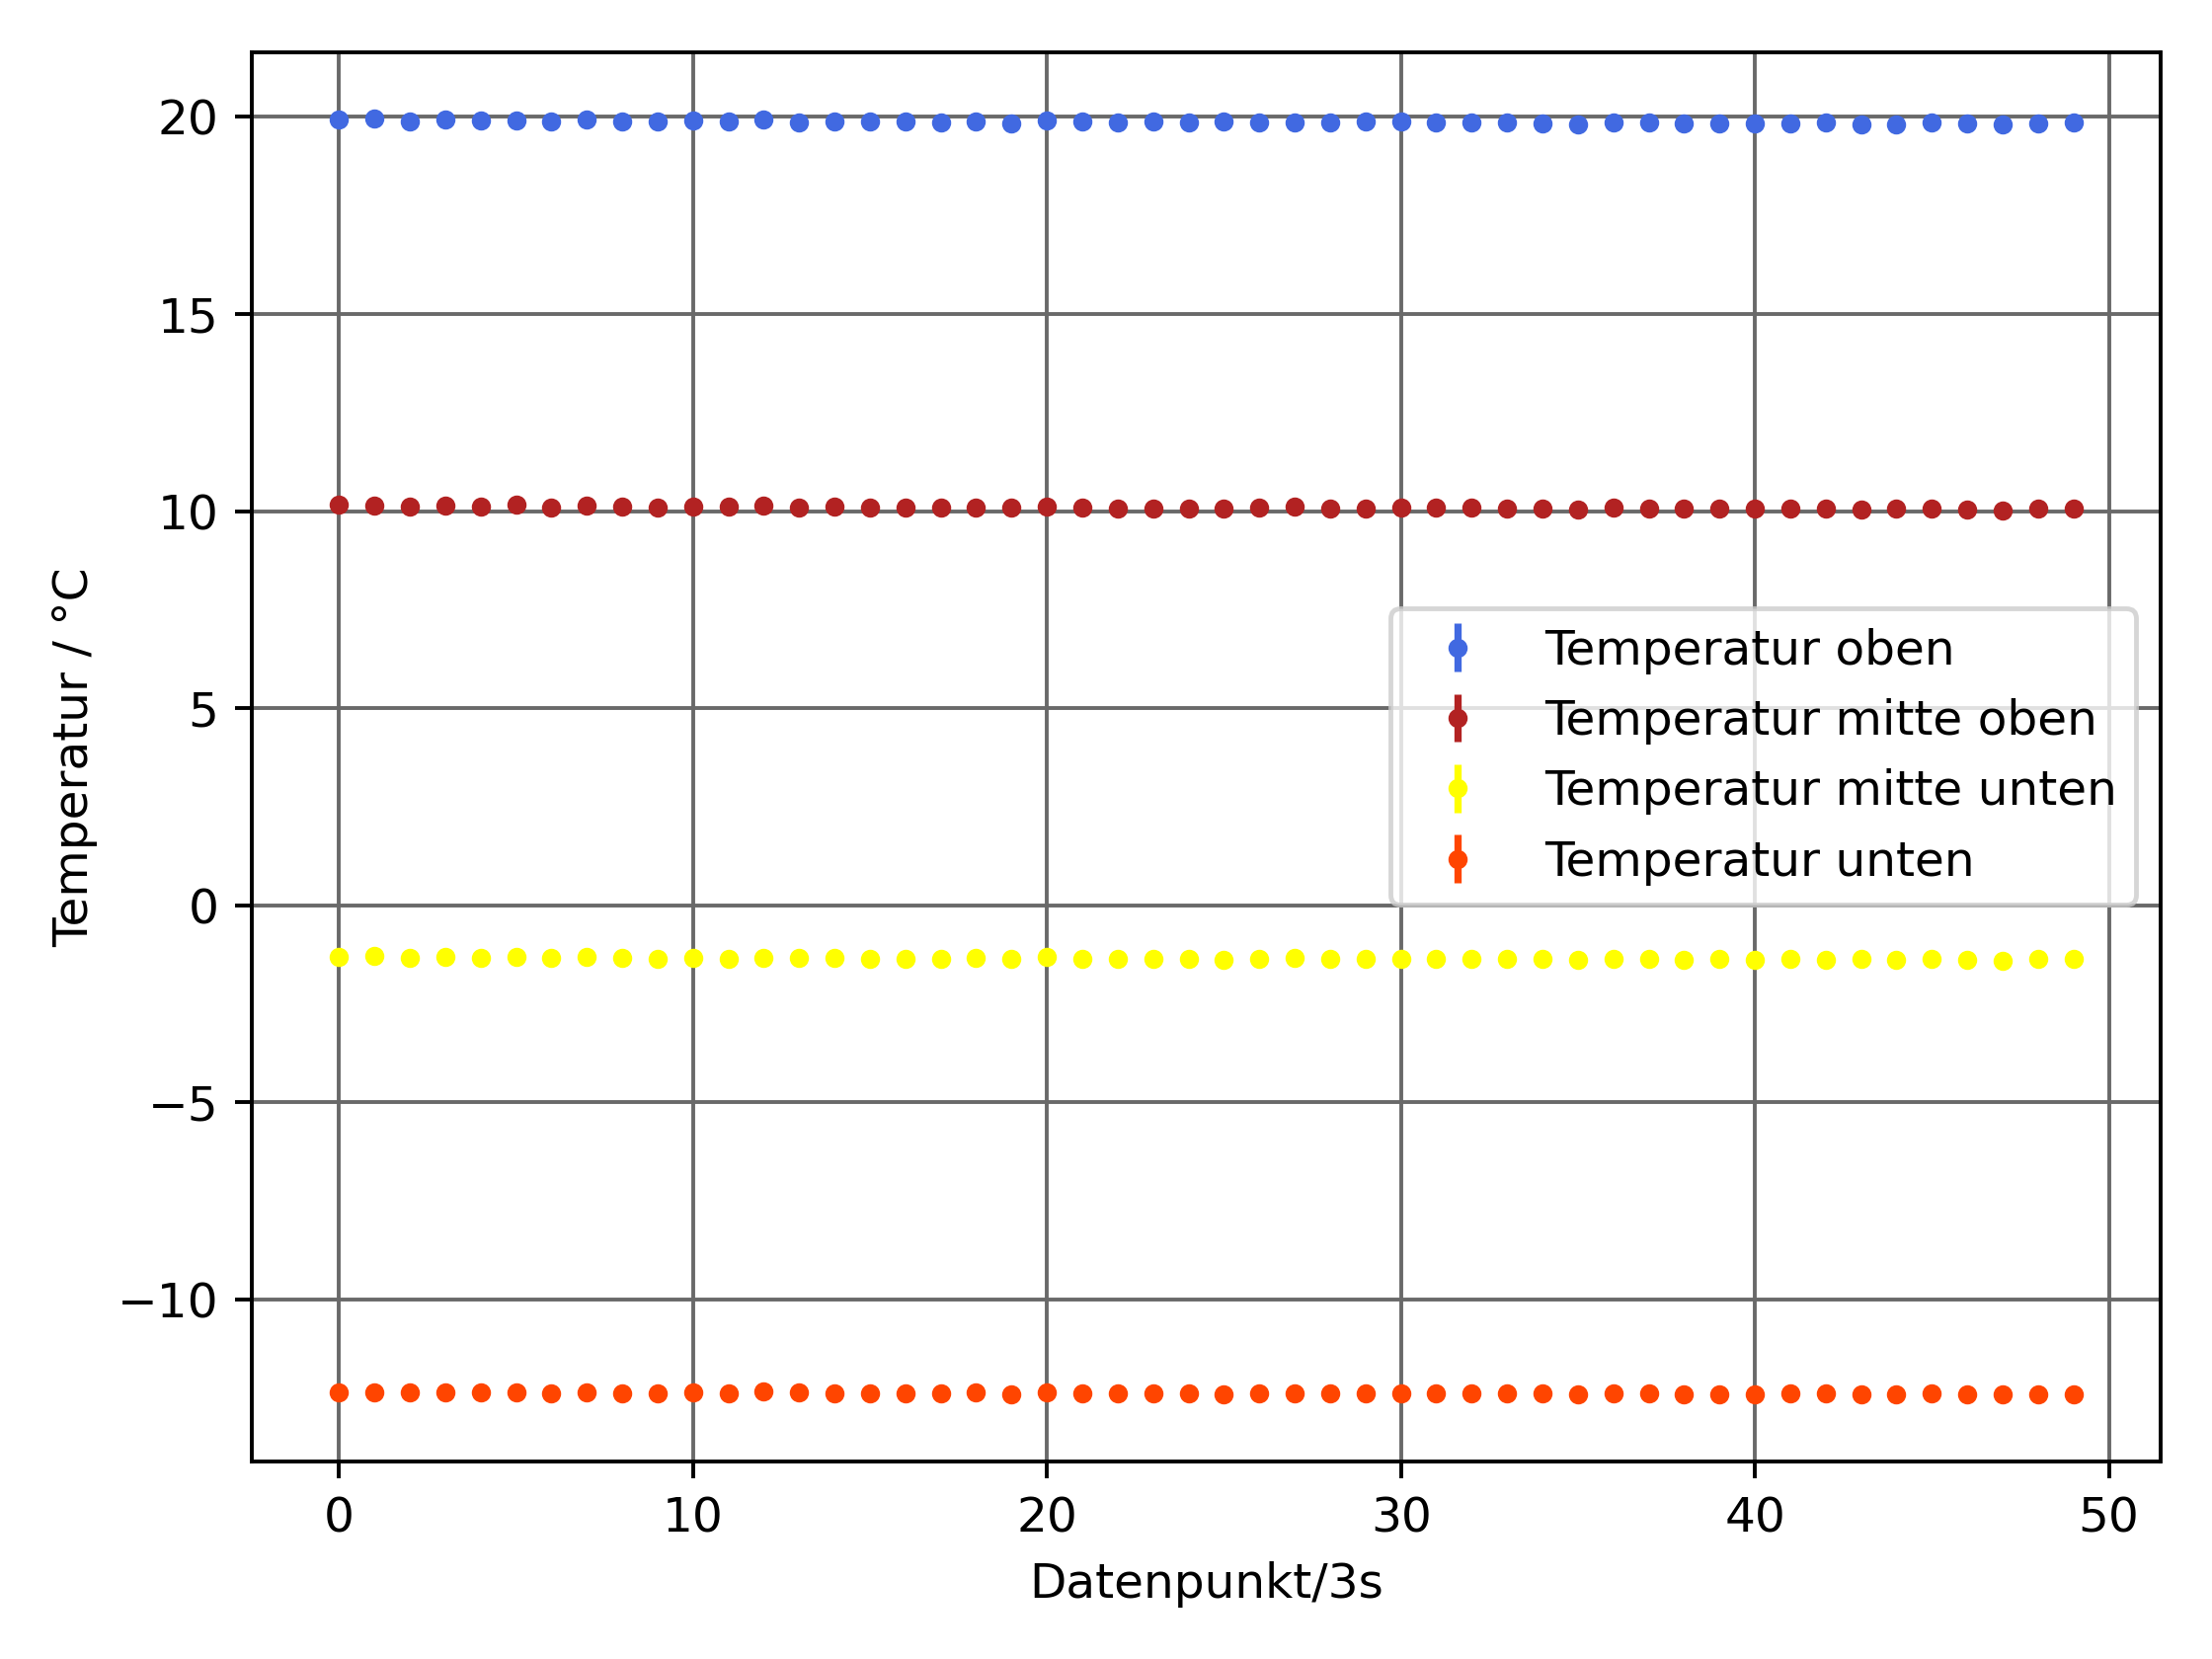 20
15
10
5
0
−5
−10
Temperatur / °C
Temperatur oben
Temperatur mitte oben
Temperatur mitte unten
Temperatur unten
0 10 20 30 40 50
Datenpunkt/3s